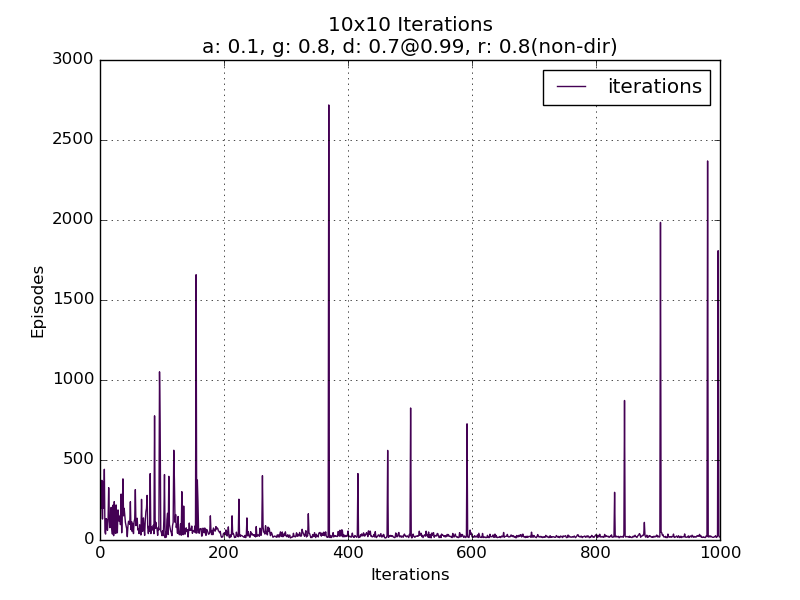 10x10 Iterations
a: 0.1, g: 0.8, d: 0.7@0.99, r: 0.8(non-dir)
iterations
3000
2500
2000
1500
1000
500
0
Episodes
0 200 400 600 800 1000
Iterations